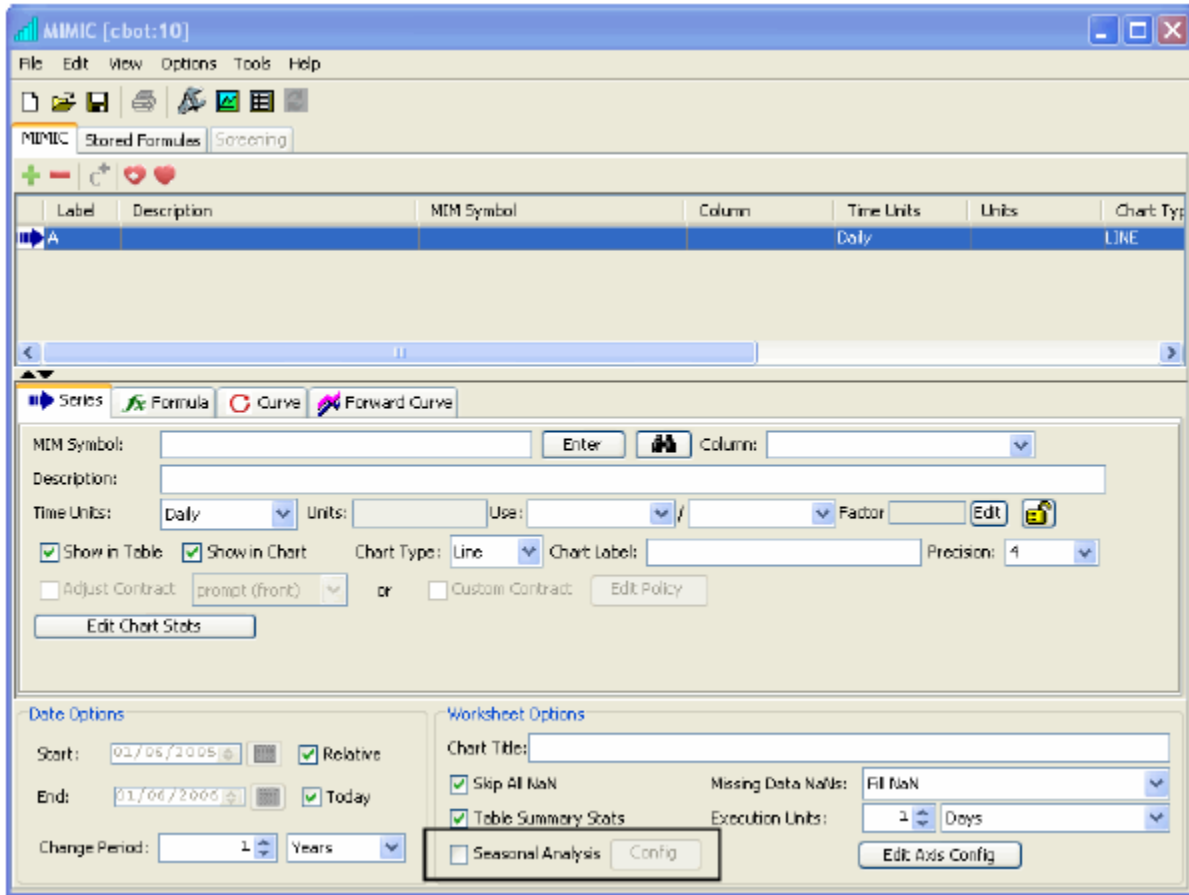 MIMIC [cbot:10]
File Edit View Options Tools Help
MIMIC Stored Formulas Screening
Label Description MIM Symbol Column Time Units Units Chart Typ
A Daily LINE
Series fx Formula Curve Forward Curve
MIM Symbol: Enter Column:
Description:
Time Units: Daily Units: Use: / Factor Edit
Show in Table Show in Chart Chart Type: Line Chart Label: Precision: 4
Adjust Contract prompt (front) or Custom Contract Edit Policy
Edit Chart Stats
Date Options
Start: 01/06/2005 Relative
End: 01/06/2006 Today
Change Period: 1 Years
Worksheet Options
Chart Title:
Skip All NaN Missing Data NaNs: Fill NaN
Table Summary Stats Execution Units: 1 Days
Seasonal Analysis Config Edit Axis Config